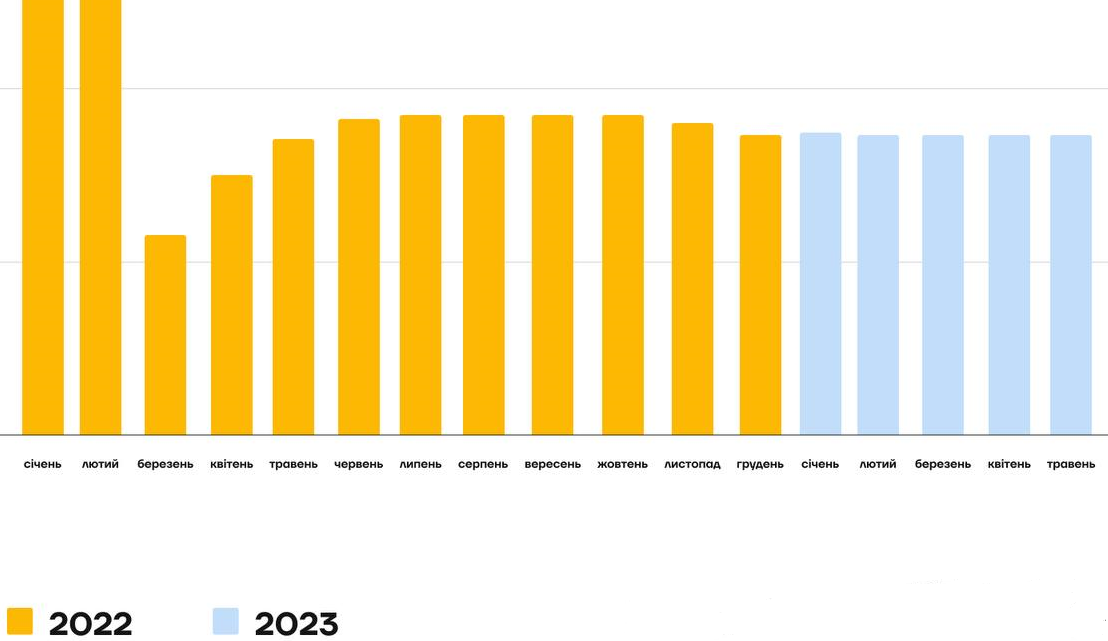 січень лютий березень квітень травень червень липень серпень вересень жовтень листопад грудень січень лютий березень квітень травень
2022 2023